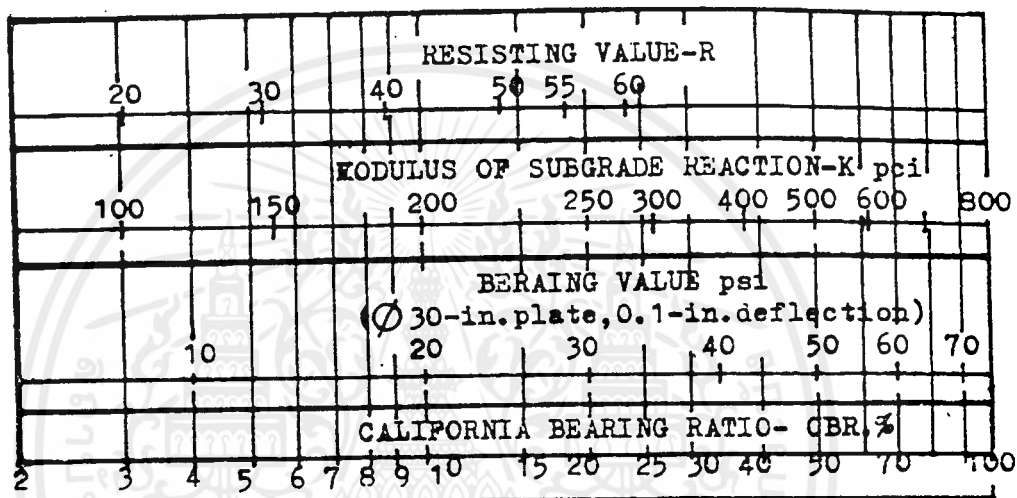 RESISTING VALUE-R
20 30 40 50 55 60
MODULUS OF SUBGRADE REACTION-K pci
100 150 200 250 300 400 500 600 800
BERAING VALUE psi
(Ø 30-in.plate,0.1-in.deflection)
10 20 30 40 50 60 70
CALIFORNIA BEARING RATIO- CBR.%
2 3 4 5 6 7 8 9 10 15 20 25 30 40 50 70 100